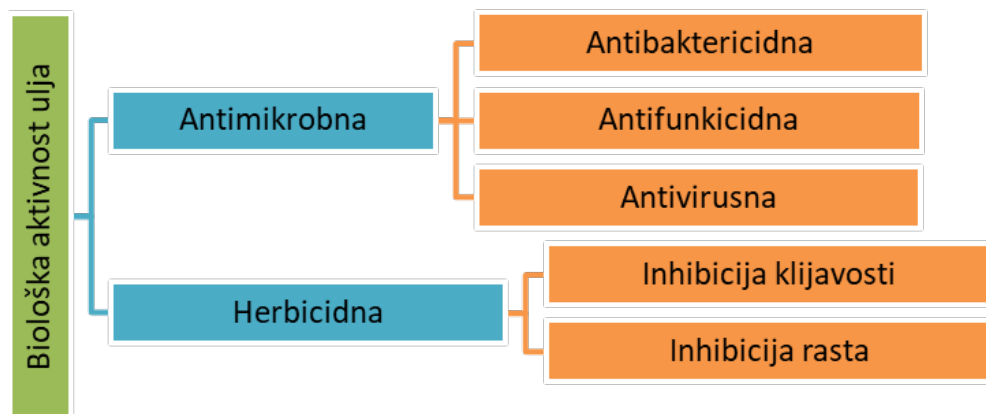 Biološka aktivnost ulja
Antimikrobna
Antibaktericidna
Antifunkicidna
Antivirusna
Herbicidna
Inhibicija klijavosti
Inhibicija rasta